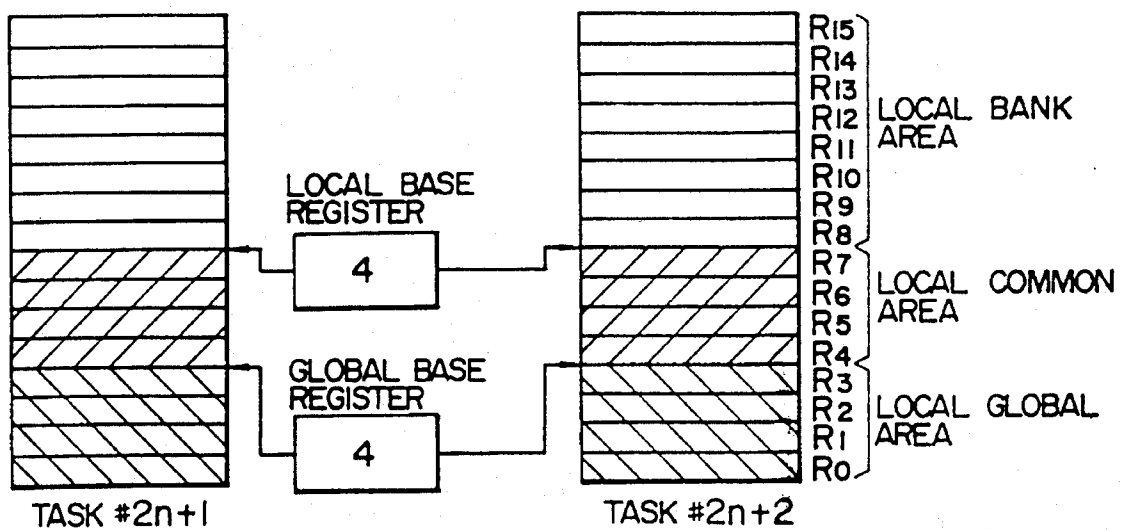 R15
R14
R13
R12
R11
R10
R9
R8
R7
R6
R5
R4
R3
R2
R1
R0
LOCAL BANK
AREA
LOCAL COMMON
AREA
LOCAL GLOBAL
AREA
LOCAL BASE
REGISTER
4
GLOBAL BASE
REGISTER
4
TASK #2n+1
TASK #2n+2